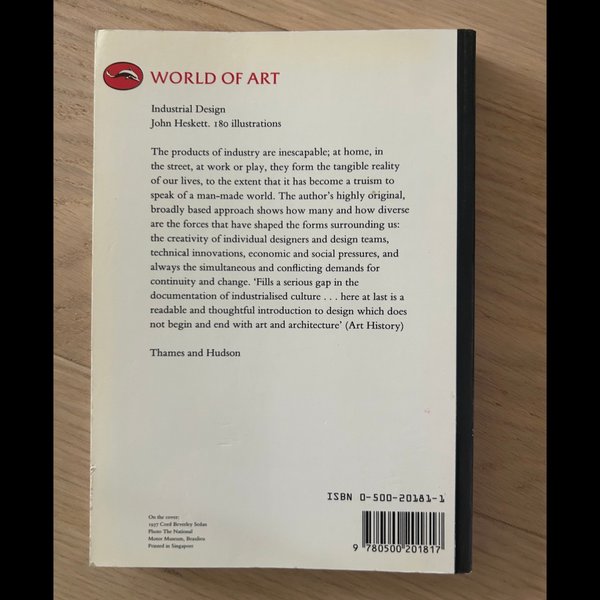 WORLD OF ART
Industrial Design
John Heskett. 180 illustrations
The products of industry are inescapable; at home, in
the street, at work or play, they form the tangible reality
of our lives, to the extent that it has become a truism to
speak of a man-made world. The author's highly original,
broadly based approach shows how many and how diverse
are the forces that have shaped the forms surrounding us:
the creativity of individual designers and design teams,
technical innovations, economic and social pressures, and
always the simultaneous and conflicting demands for
continuity and change. 'Fills a serious gap in the
documentation of industrialised culture . . . here at last is a
readable and thoughtful introduction to design which does
not begin and end with art and architecture' (Art History)
Thames and Hudson
ISBN 0-500-20181-1
On the cover:
1937 Cord Beverley Sedan
Photo The National
Motor Museum, Beaulieu
Printed in Singapore
9 780500 201817